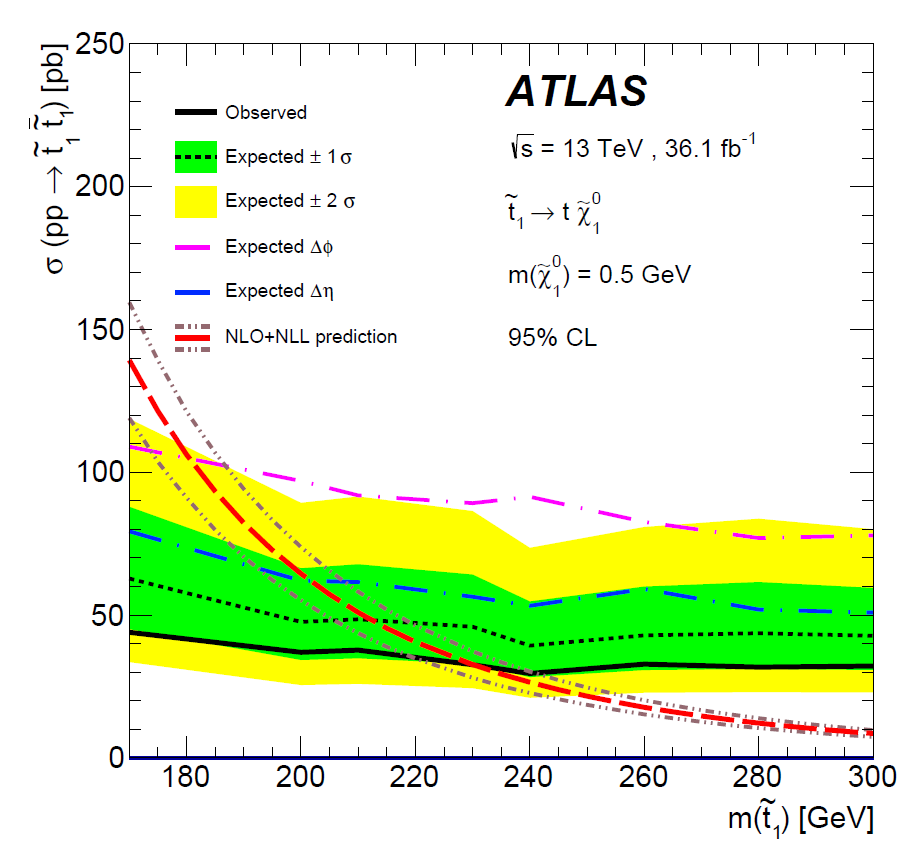 250
200
150
100
50
0
σ (pp → t̃₁ t̃̄₁) [pb]
Observed
Expected ± 1 σ
Expected ± 2 σ
Expected Δϕ
Expected Δη
NLO+NLL prediction
ATLAS
√s = 13 TeV , 36.1 fb⁻¹
t̃₁ → t χ̃₁⁰
m(χ̃₁⁰) = 0.5 GeV
95% CL
180 200 220 240 260 280 300
m(t̃₁) [GeV]